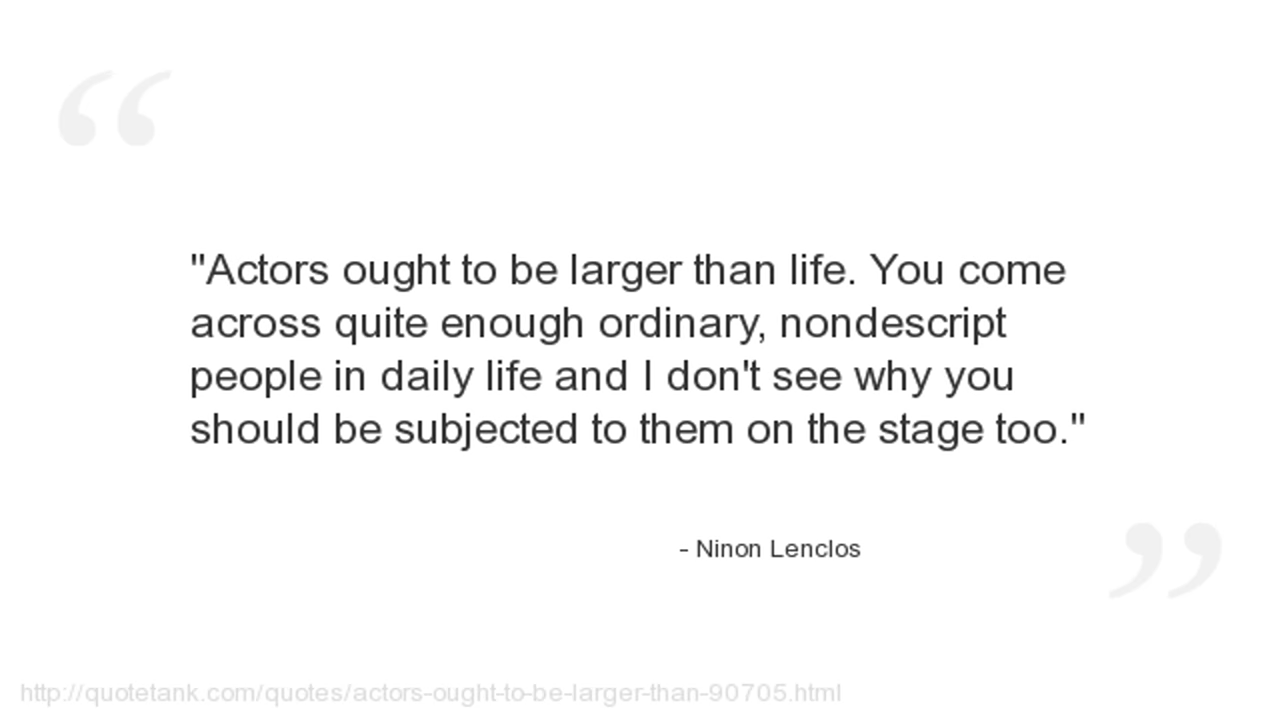 "Actors ought to be larger than life. You come
across quite enough ordinary, nondescript
people in daily life and I don't see why you
should be subjected to them on the stage too."
- Ninon Lenclos
http://quotetank.com/quotes/actors-ought-to-be-larger-than-90705.html